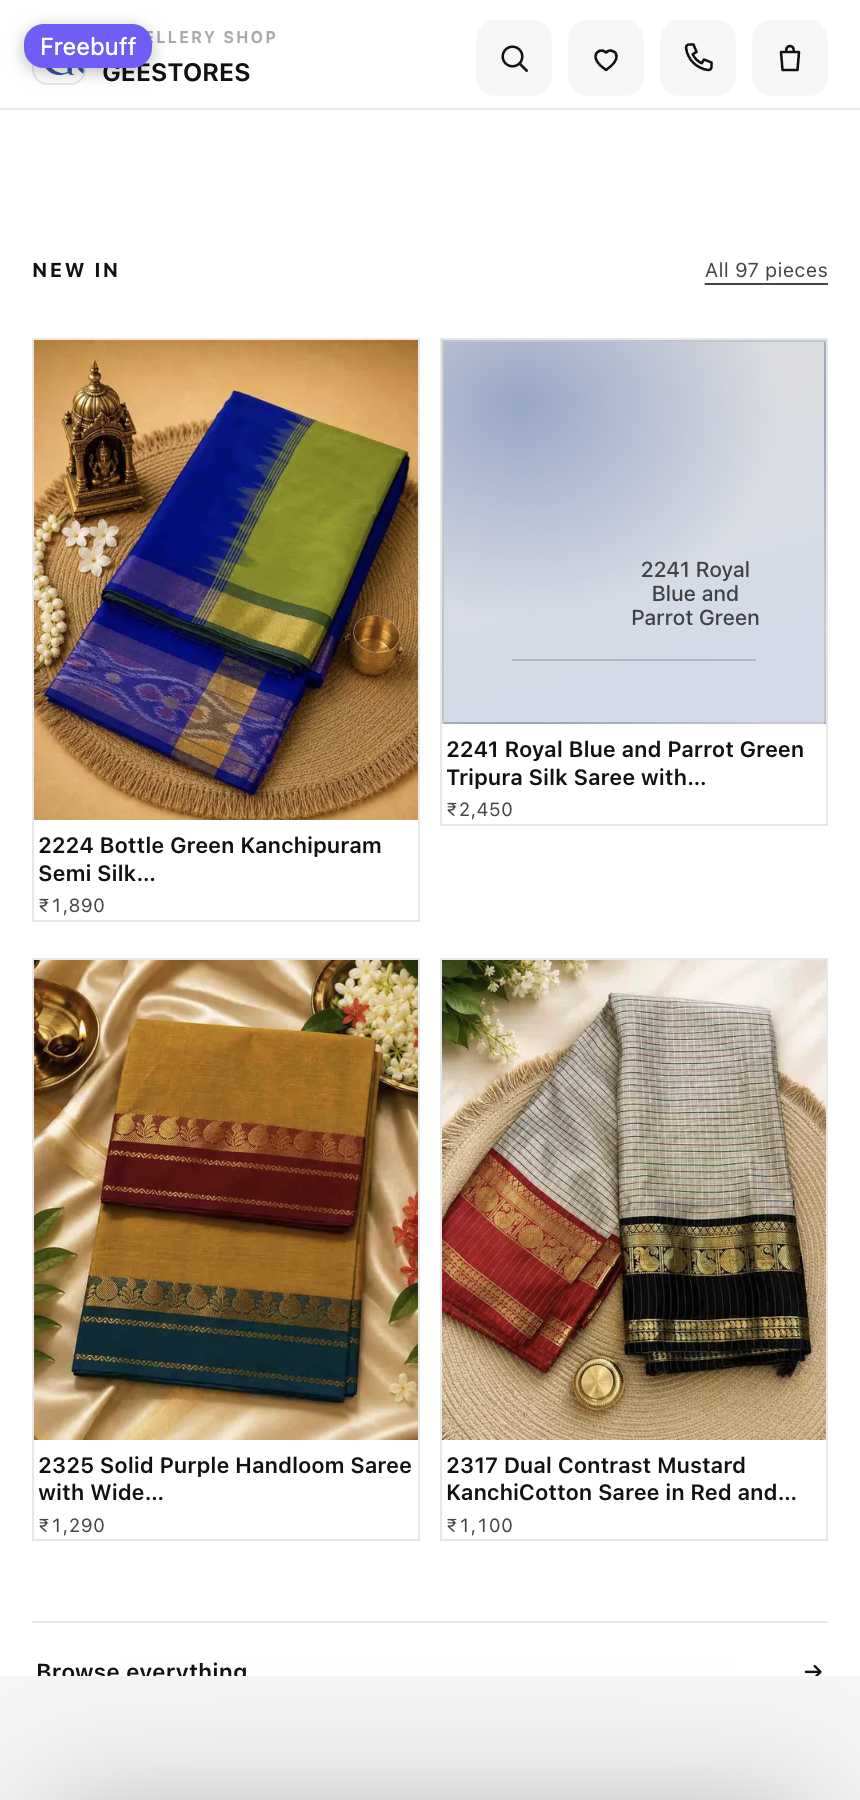 Freebuff
ELLERY SHOP
GEESTORES
NEW IN
All 97 pieces
2241 Royal
Blue and
Parrot Green
2224 Bottle Green Kanchipuram
Semi Silk...
₹1,890
2241 Royal Blue and Parrot Green
Tripura Silk Saree with...
₹2,450
2325 Solid Purple Handloom Saree
with Wide...
₹1,290
2317 Dual Contrast Mustard
KanchiCotton Saree in Red and...
₹1,100
Browse everything